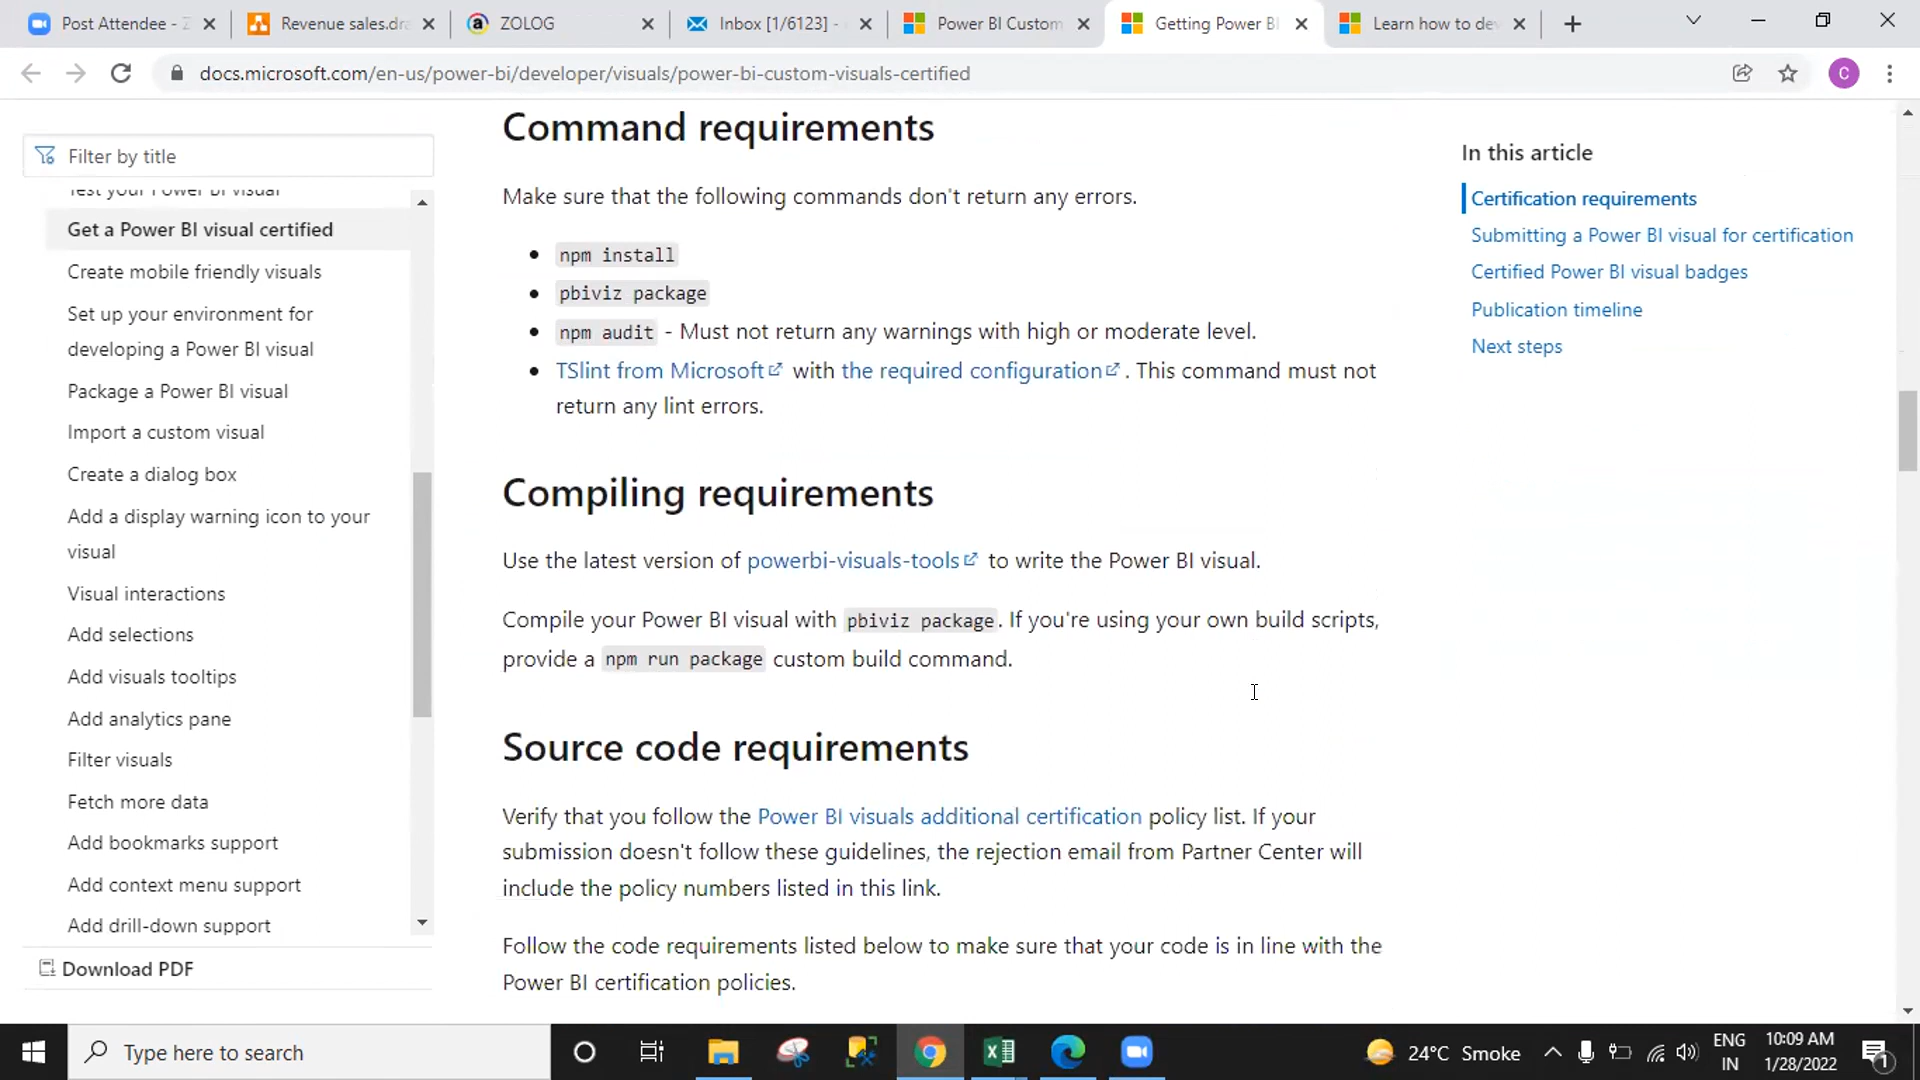 Post Attendee - Z
Revenue sales.dra
ZOLOG
Inbox [1/6123] -
Power BI Custom
Getting Power BI
Learn how to dev
docs.microsoft.com/en-us/power-bi/developer/visuals/power-bi-custom-visuals-certified
C
Filter by title
Test your Power BI visual
Get a Power BI visual certified
Create mobile friendly visuals
Set up your environment for
developing a Power BI visual
Package a Power BI visual
Import a custom visual
Create a dialog box
Add a display warning icon to your
visual
Visual interactions
Add selections
Add visuals tooltips
Add analytics pane
Filter visuals
Fetch more data
Add bookmarks support
Add context menu support
Add drill-down support
Download PDF
Command requirements
Make sure that the following commands don't return any errors.
• npm install
• pbiviz package
• npm audit - Must not return any warnings with high or moderate level.
• TSlint from Microsoft with the required configuration. This command must not
return any lint errors.
Compiling requirements
Use the latest version of powerbi-visuals-tools to write the Power BI visual.
Compile your Power BI visual with pbiviz package. If you're using your own build scripts,
provide a npm run package custom build command.
Source code requirements
Verify that you follow the Power BI visuals additional certification policy list. If your
submission doesn't follow these guidelines, the rejection email from Partner Center will
include the policy numbers listed in this link.
Follow the code requirements listed below to make sure that your code is in line with the
Power BI certification policies.
In this article
Certification requirements
Submitting a Power BI visual for certification
Certified Power BI visual badges
Publication timeline
Next steps
Type here to search
24°C Smoke
ENG
IN
10:09 AM
1/28/2022
1